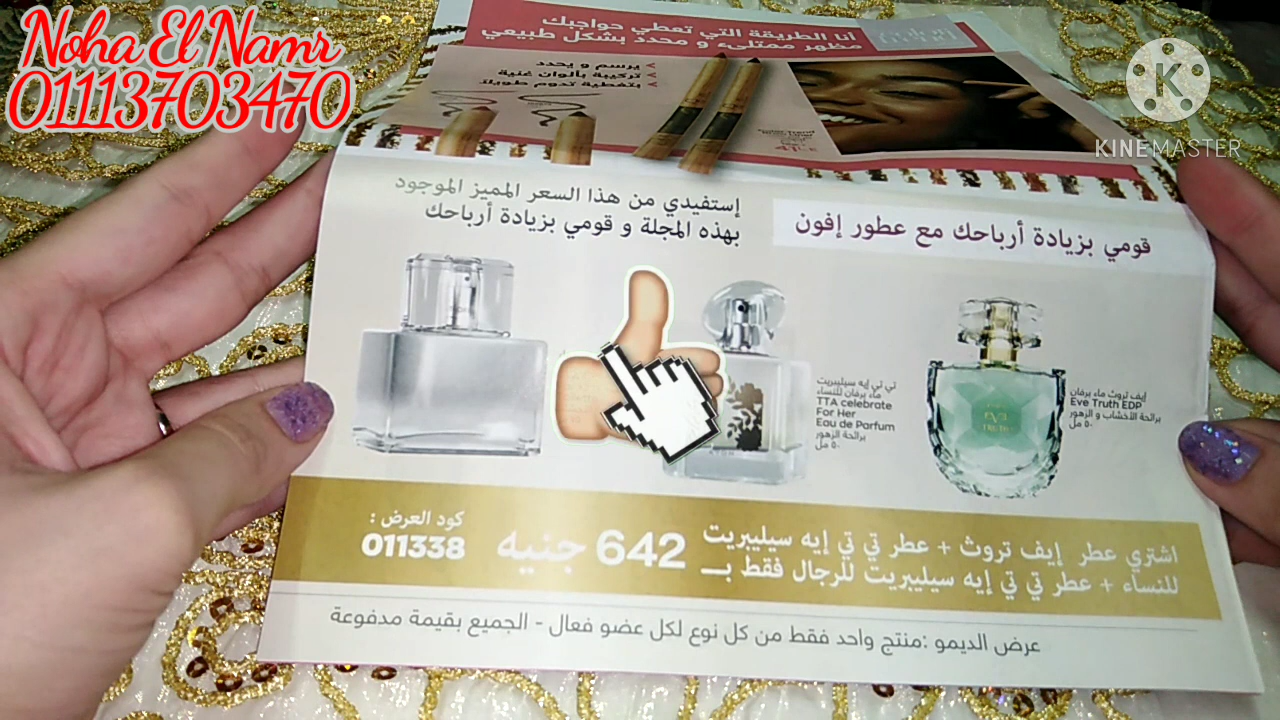 Noha El Namr
01113703470
KINEMASTER
أنا الطريقة التي تعطي حواجبك
مظهر ممتلىء و محدد بشكل طبيعي
يرسم و يحدد
تركيبة بألوان غنية
بتغطية تدوم طويلة
إستفيدي من هذا السعر المميز الموجود
بهذه المجلة و قومي بزيادة أرباحك
قومي بزيادة أرباحك مع عطور إفون
تي تي إيه سيليبريت
ماء برفان للنساء
TTA celebrate
For Her
Eau de Parfum
برائحة الزهور
٥٠ مل
إيف تروث ماء برفان
Eve Truth EDP
برائحة الأخشاب و الزهور
٥٠ مل
اشتري عطر إيف تروث + عطر تي تي إيه سيليبريت
للنساء + عطر تي تي إيه سيليبريت للرجال فقط بـــ
642 جنيه
كود العرض :
011338
عرض الديمو :منتج واحد فقط من كل نوع لكل عضو فعال - الجميع بقيمة مدفوعة